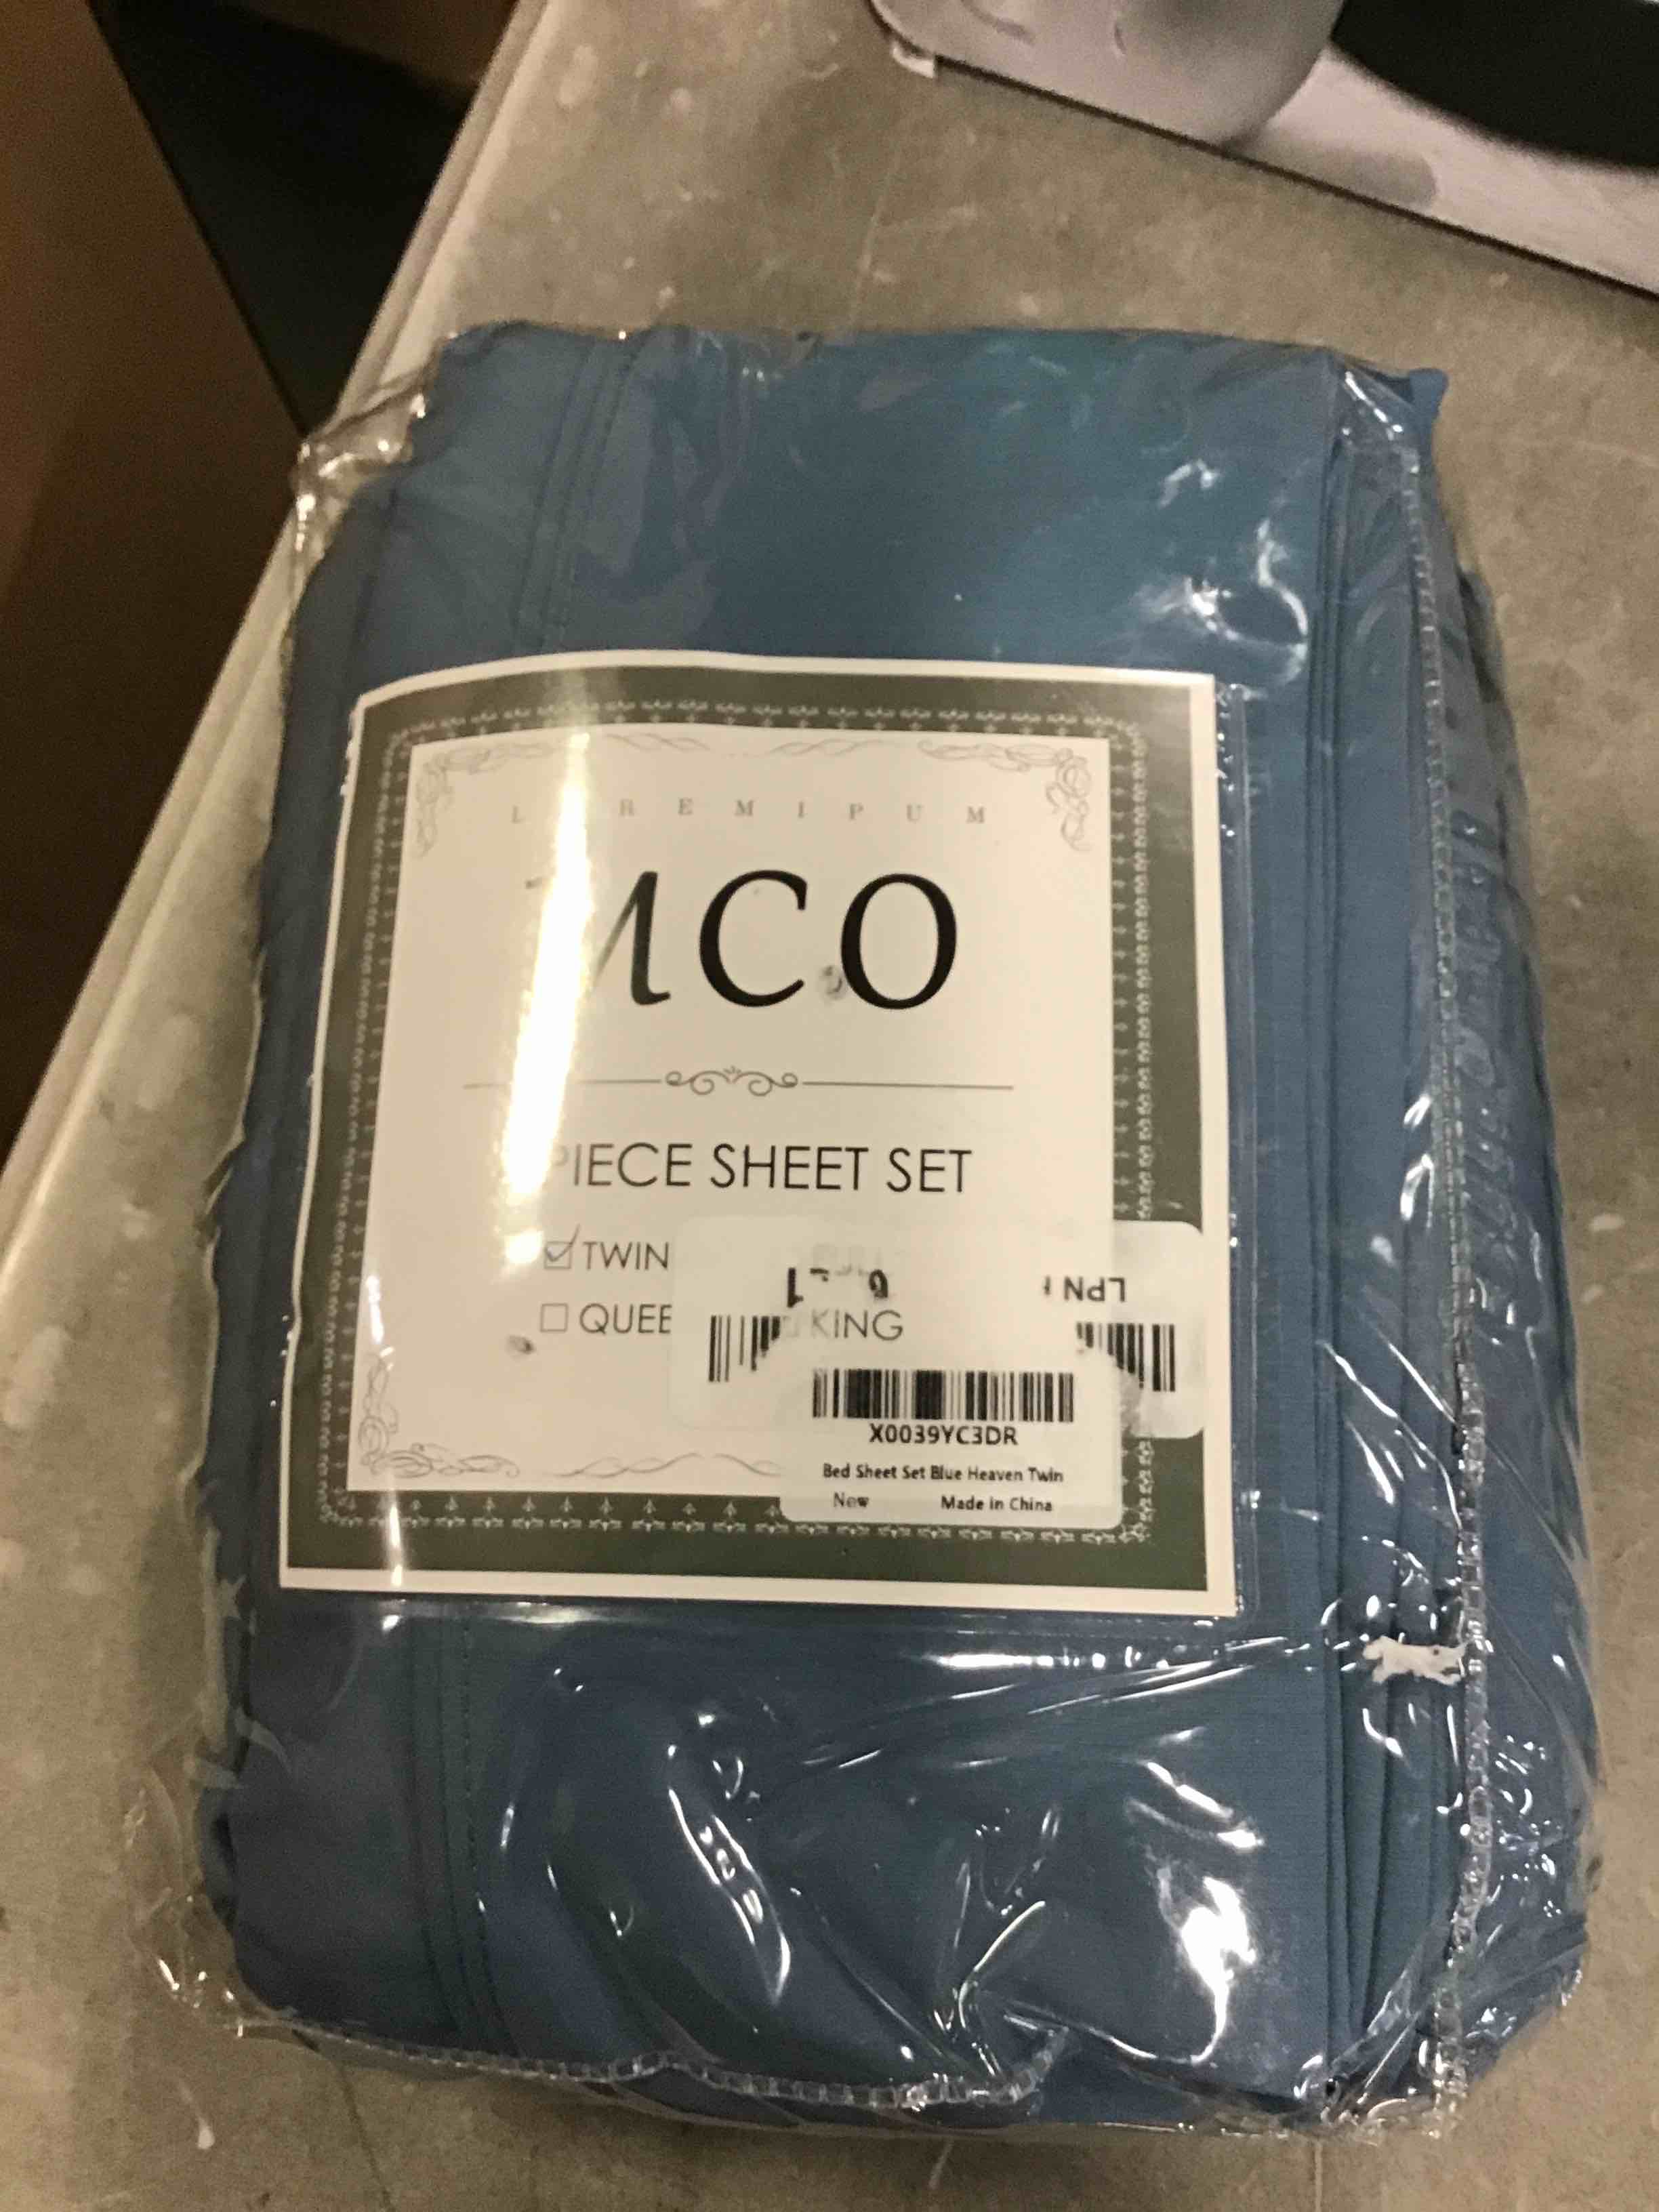 L REMIPUM
MCO
PIECE SHEET SET
☑ TWIN
☐ QUEE KING
LPN
X0039YC3DR
Bed Sheet Set Blue Heaven Twin
New Made in China